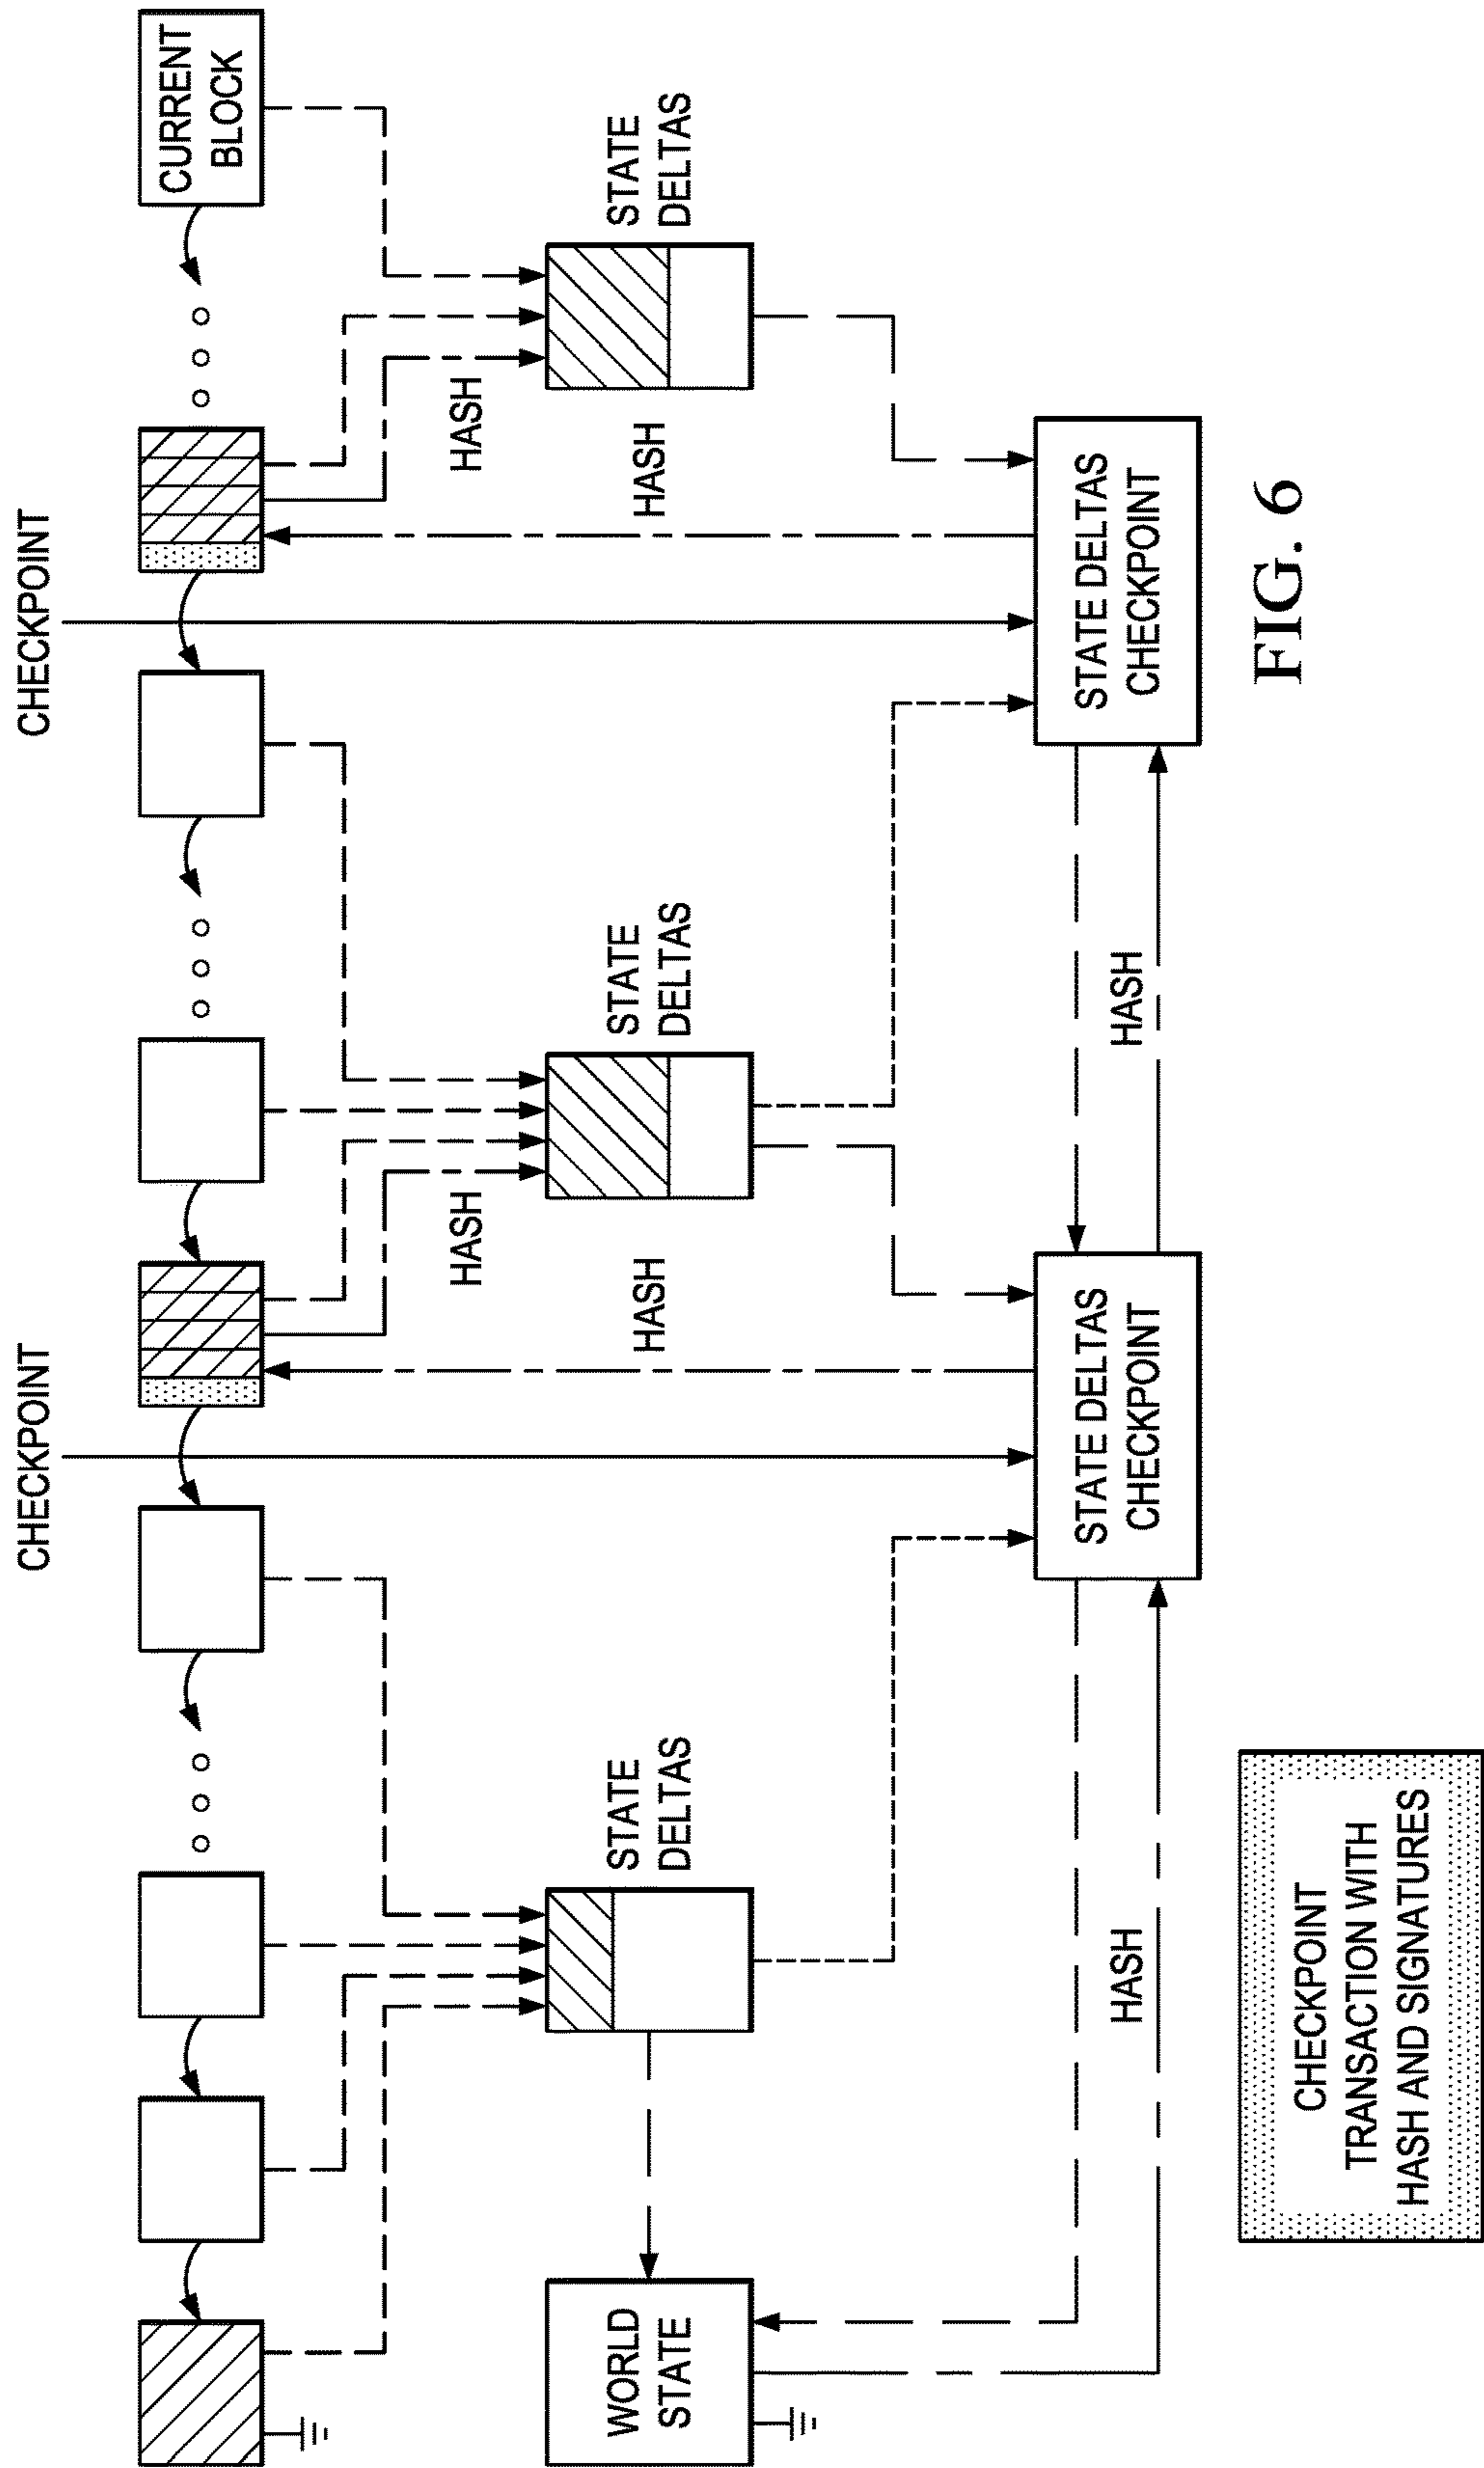 CHECKPOINT
CHECKPOINT
CURRENT
BLOCK
HASH
HASH
STATE
DELTAS
STATE
DELTAS
STATE
DELTAS
HASH
HASH
WORLD
STATE
STATE DELTAS
CHECKPOINT
STATE DELTAS
CHECKPOINT
HASH
HASH
CHECKPOINT
TRANSACTION WITH
HASH AND SIGNATURES
FIG. 6